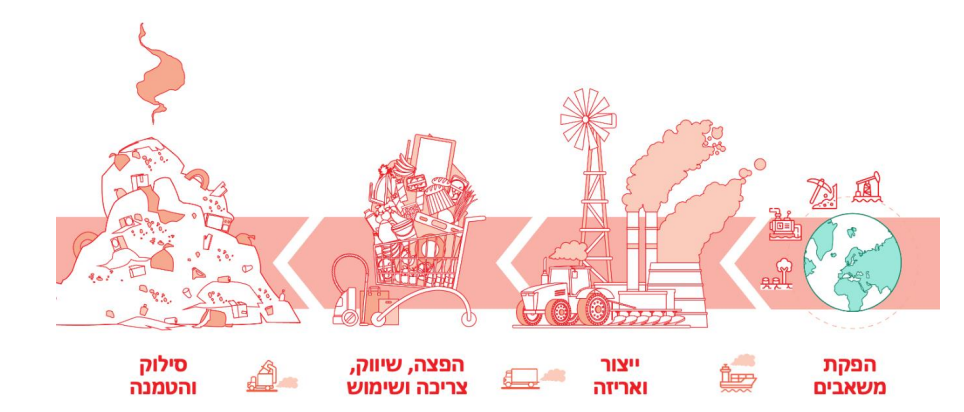 הפקת
משאבים
ייצור
ואריזה
הפצה, שיווק,
צריכה ושימוש
סילוק
והטמנה